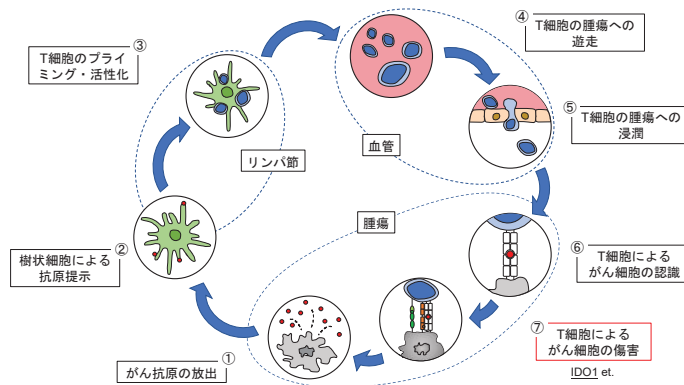 ③
T細胞のプライ
ミング・活性化
④
T細胞の腫瘍への
遊走
⑤
T細胞の腫瘍への
浸潤
リンパ節
血管
腫瘍
②
樹状細胞による
抗原提示
⑥
T細胞による
がん細胞の認識
⑦
T細胞による
がん細胞の傷害
IDO1 et.
①
がん抗原の放出